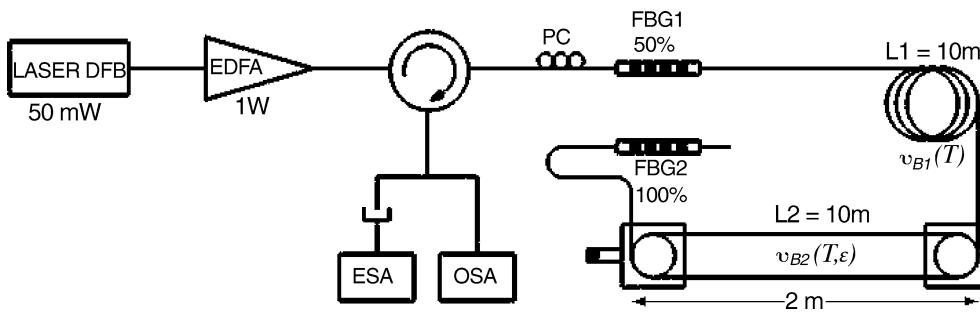 LASER DFB
50 mW
EDFA
1W
PC
FBG1
50%
L1 = 10m
υB1(T)
FBG2
100%
L2 = 10m
υB2(T,ε)
2 m
ESA
OSA